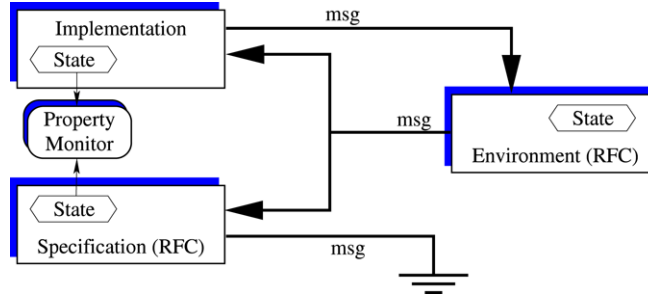 msg
Implementation
State
Property
Monitor
msg
State
Environment (RFC)
State
Specification (RFC)
msg